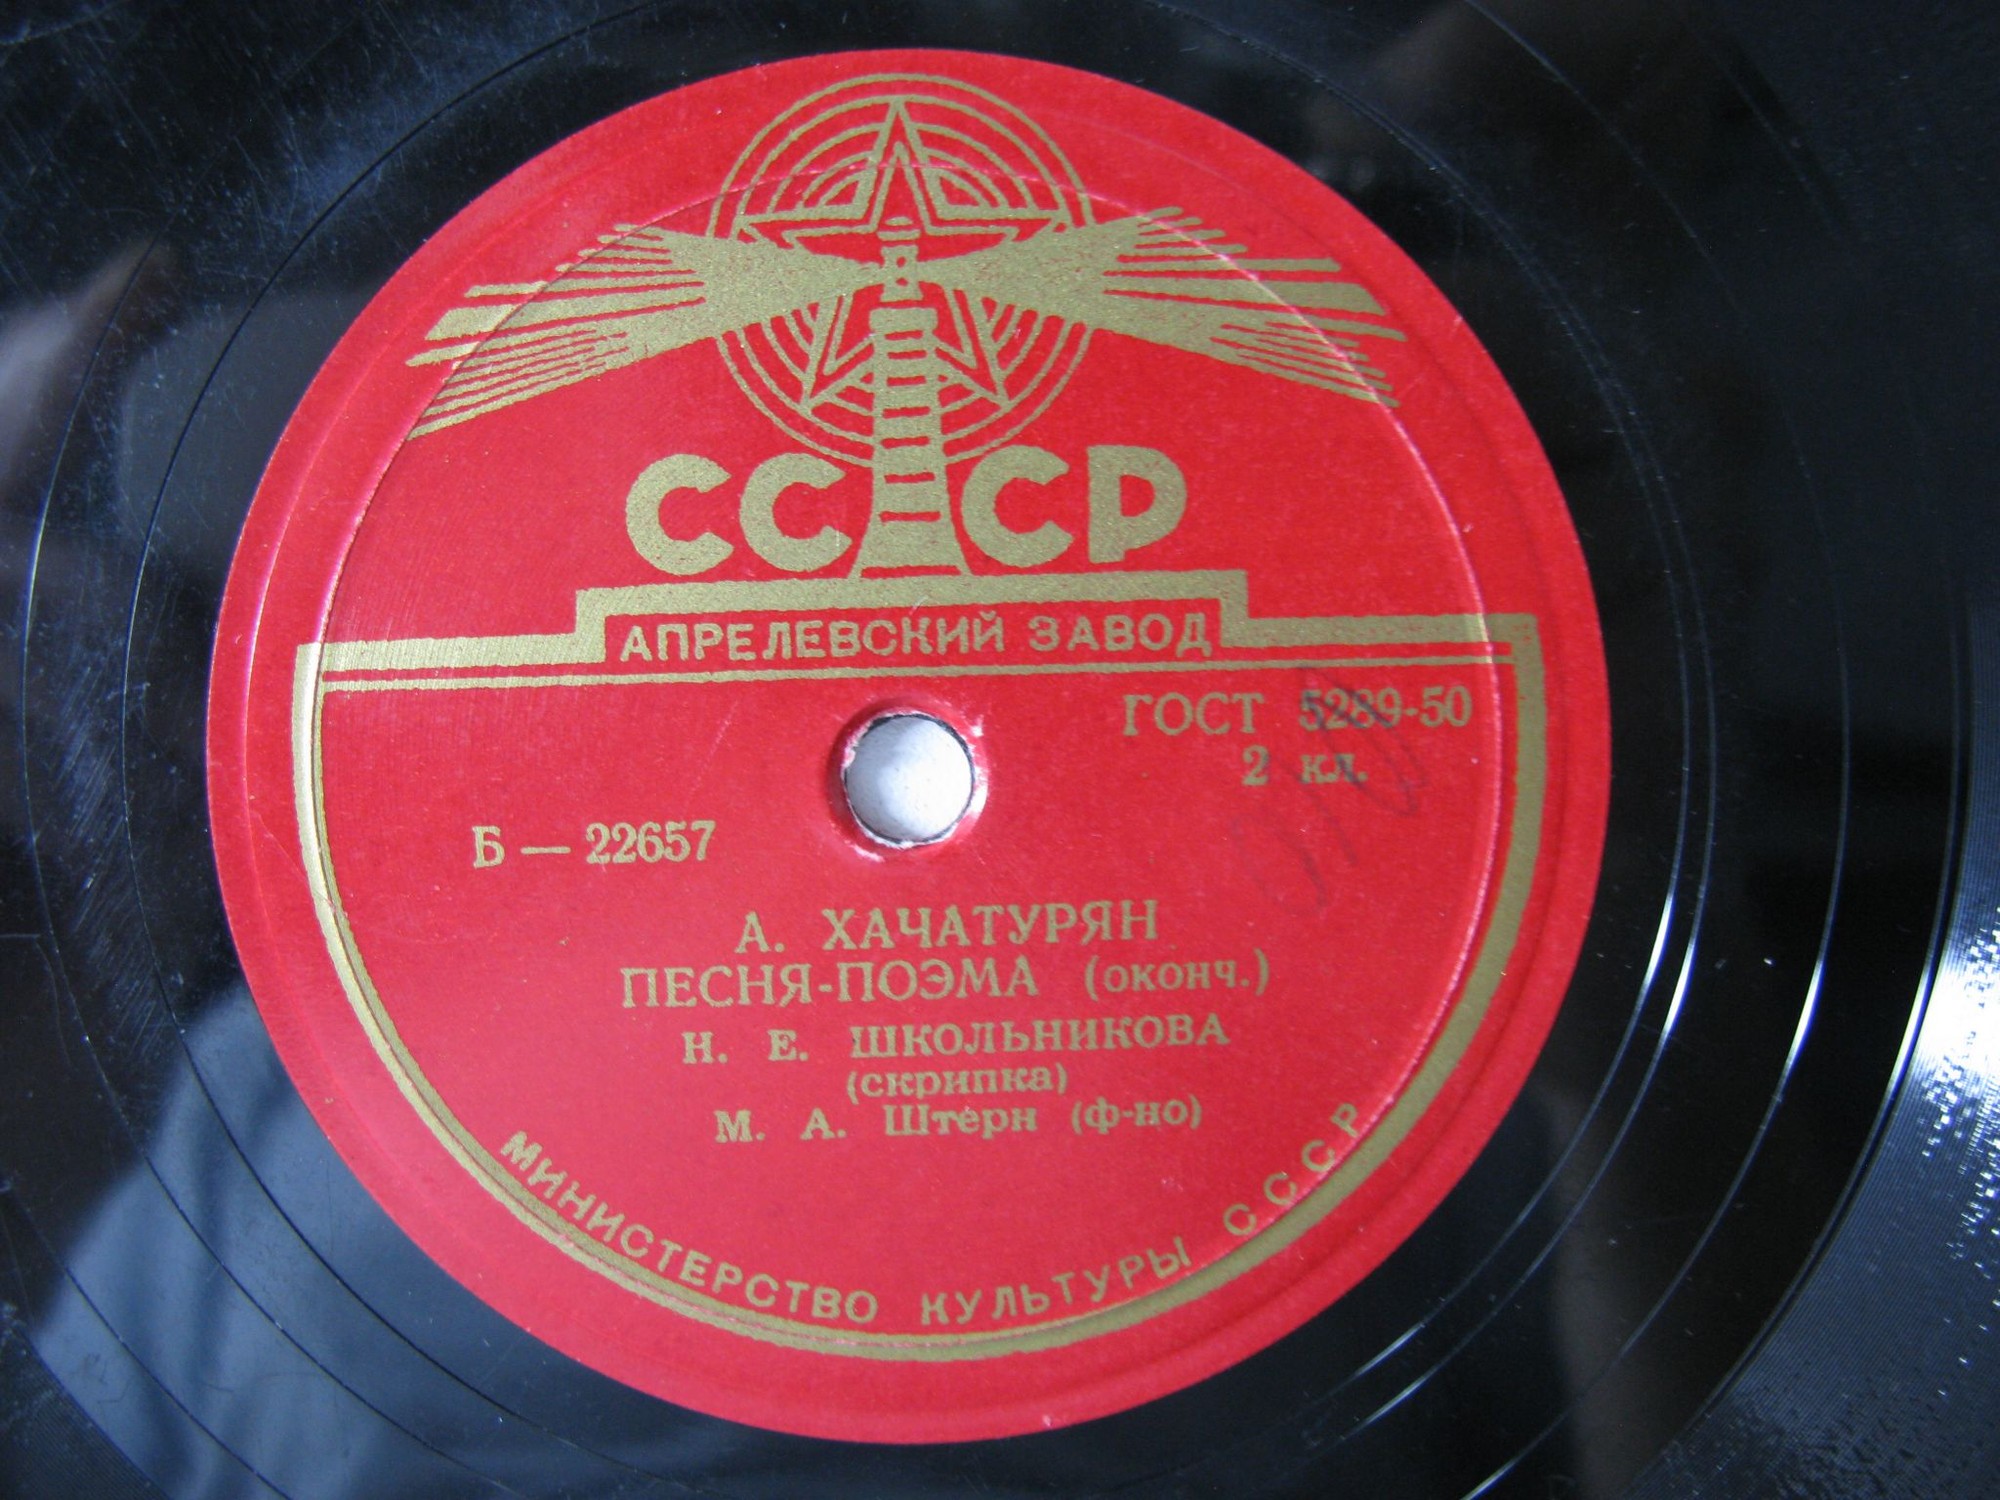 СССР
АПРЕЛЕВСКИЙ ЗАВОД
ГОСТ 5289-50
2 кл.
Б — 22657
А. ХАЧАТУРЯН
ПЕСНЯ-ПОЭМА (оконч.)
Н. Е. ШКОЛЬНИКОВА
(скрипка)
М. А. Штерн (ф-но)
МИНИСТЕРСТВО КУЛЬТУРЫ СССР